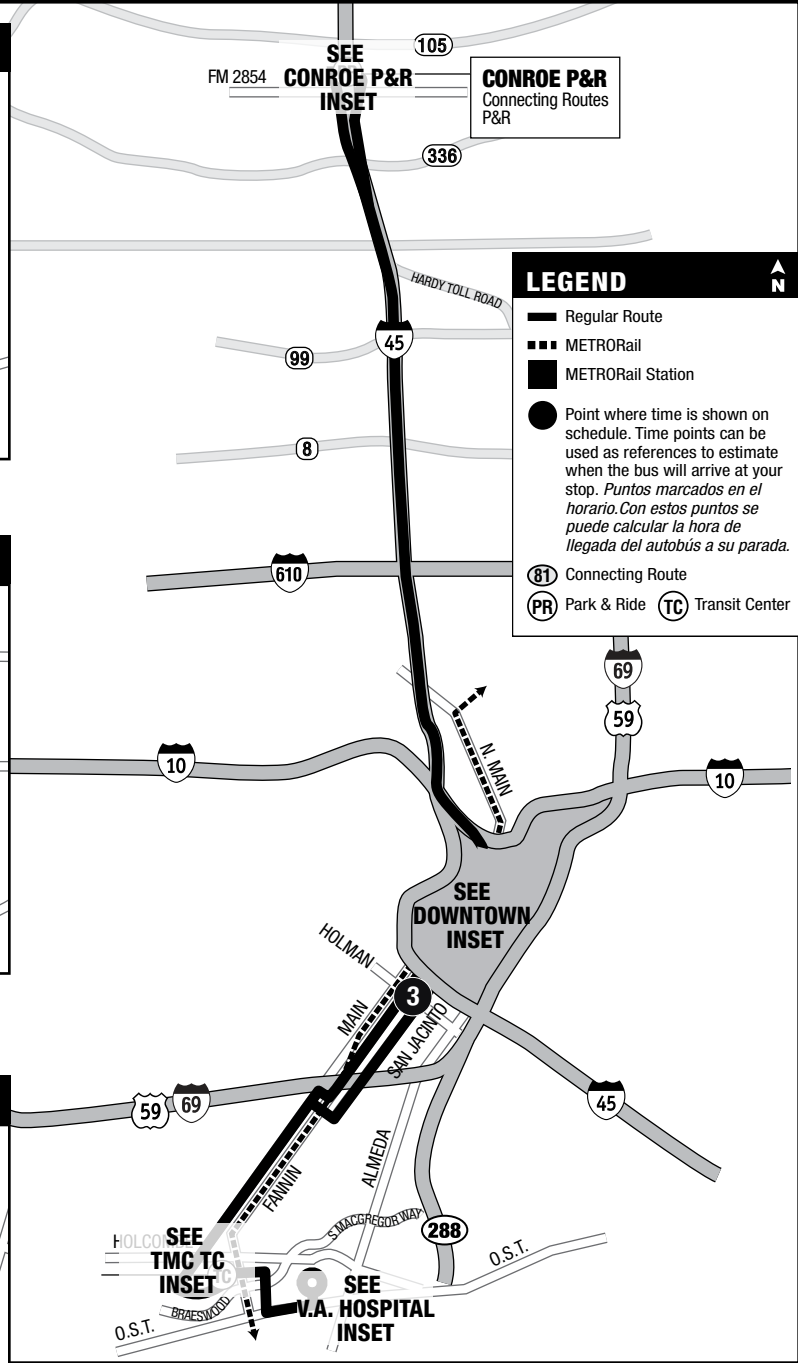 105
SEE
CONROE P&R
INSET
FM 2854
CONROE P&R
Connecting Routes
P&R
336
HARDY TOLL ROAD
LEGEND
N
Regular Route
METRORail
METRORail Station
Point where time is shown on
schedule. Time points can be
used as references to estimate
when the bus will arrive at your
stop. Puntos marcados en el
horario.Con estos puntos se
puede calcular la hora de
llegada del autobús a su parada.
81 Connecting Route
PR Park & Ride TC Transit Center
45
99
8
610
69
59
N. MAIN
10
10
SEE
DOWNTOWN
INSET
HOLMAN
3
MAIN
SAN JACINTO
59 69
45
FANNIN
ALMEDA
S.MACGREGOR WAY
288
HOLCOMBE
SEE
TMC TC
INSET
TC
O.S.T.
SEE
V.A. HOSPITAL
INSET
BRAESWOOD
O.S.T.